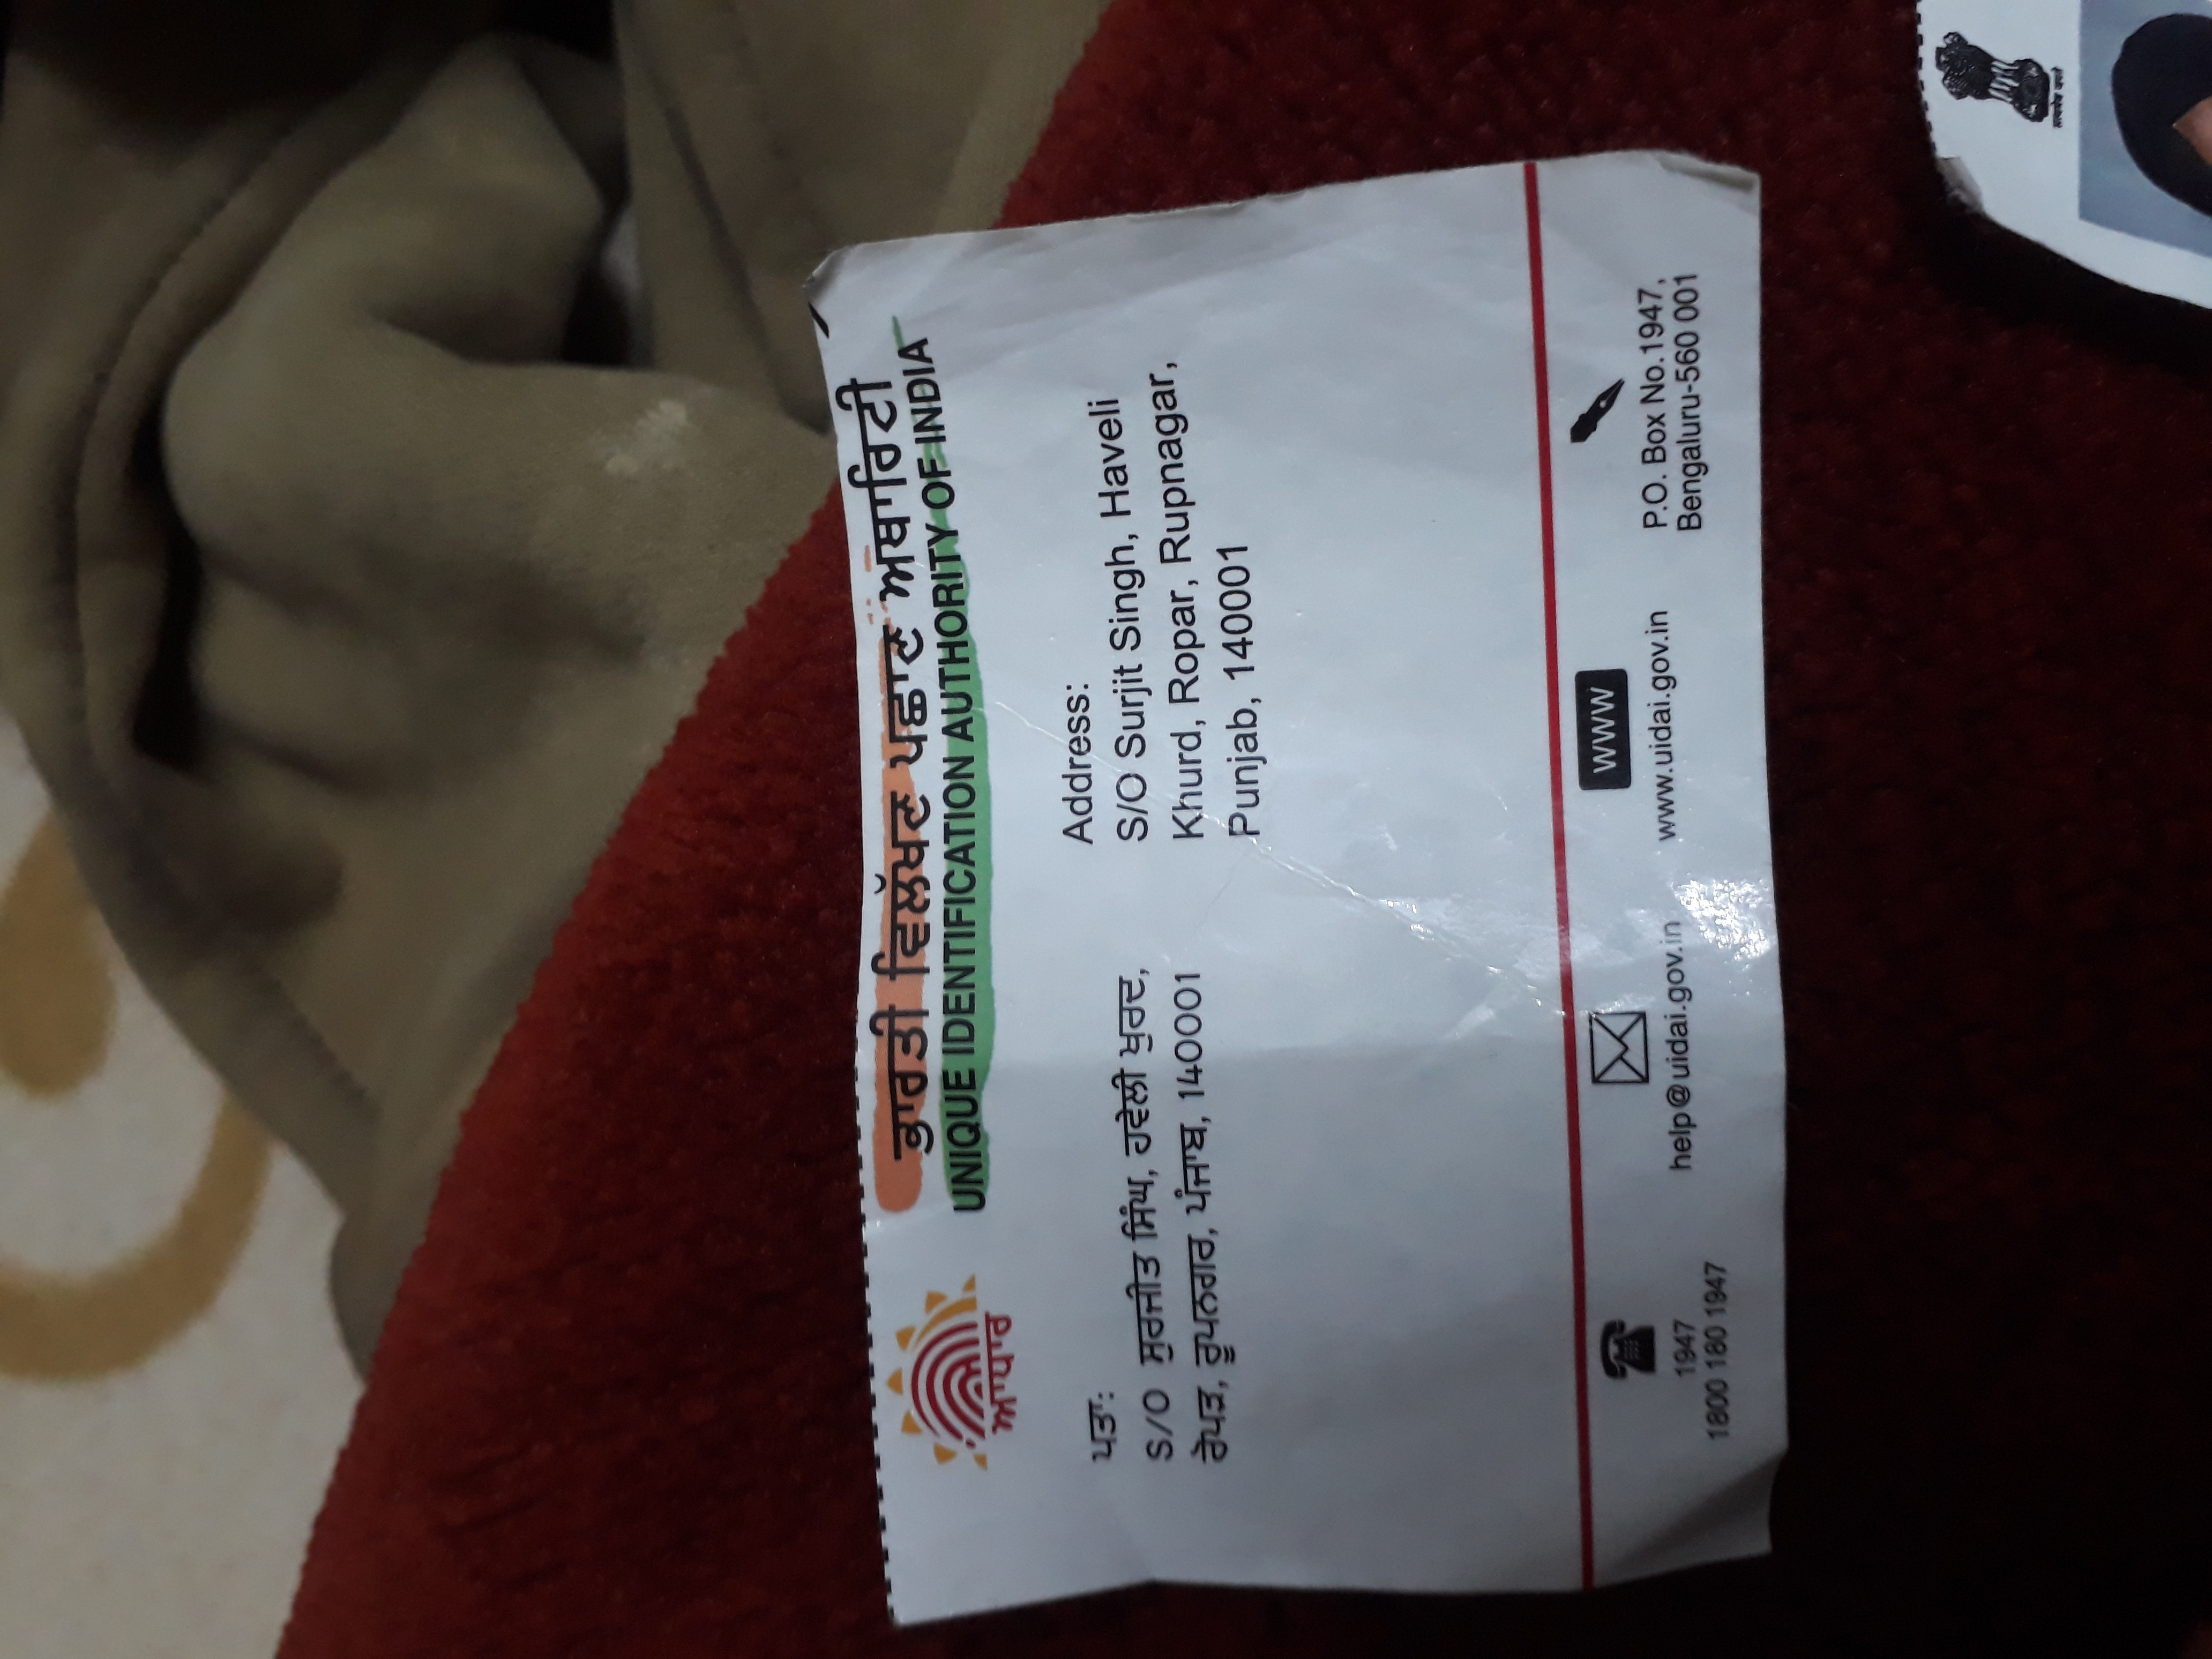 ਭਾਰਤੀ ਵਿਲੱਖਣ ਪਛਾਣ ਅਥਾਰਿਟੀ
UNIQUE IDENTIFICATION AUTHORITY OF INDIA
ਆਧਾਰ
ਪਤਾ:
S/O ਸੁਰਜੀਤ ਸਿੰਘ, ਹਵੇਲੀ ਖੁਰਦ,
ਰੋਪੜ, ਰੂਪਨਗਰ, ਪੰਜਾਬ, 140001
Address:
S/O Surjit Singh, Haveli
Khurd, Ropar, Rupnagar,
Punjab, 140001
1947
1800 180 1947
help@uidai.gov.in
www
www.uidai.gov.in
P.O. Box No.1947,
Bengaluru-560 001